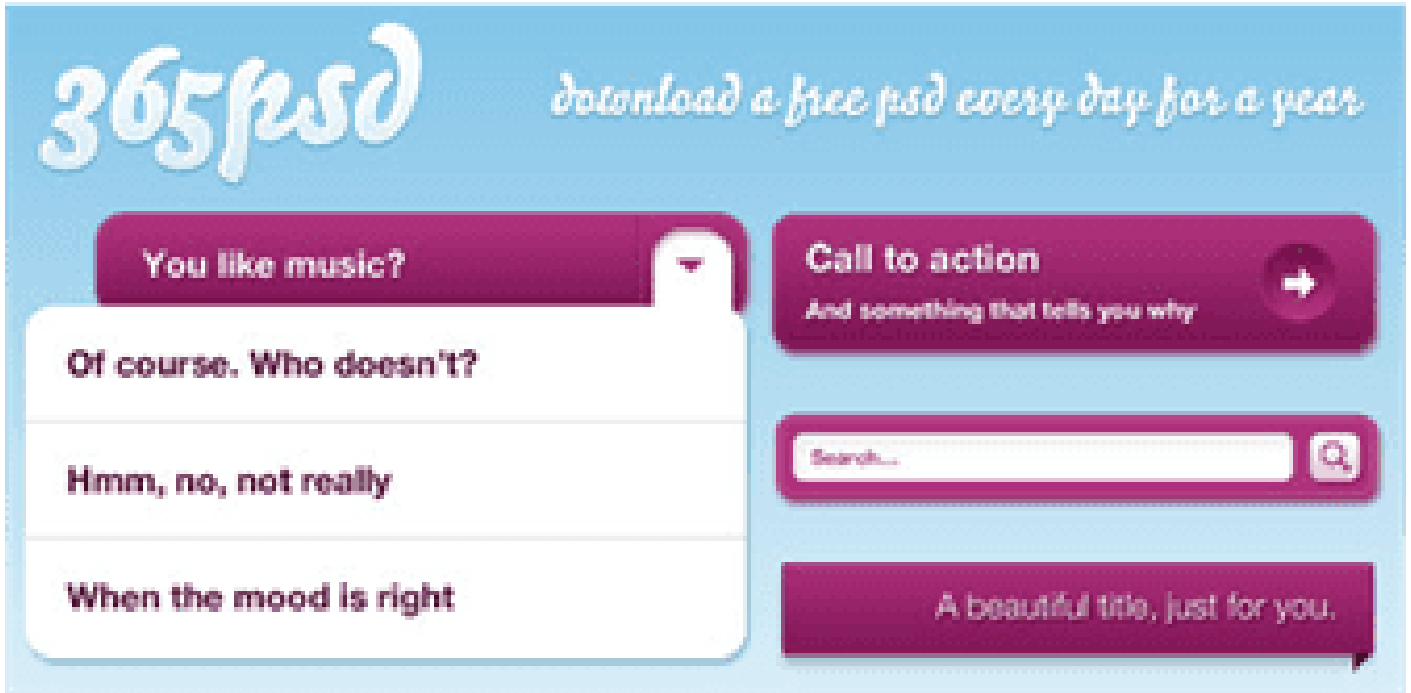 365psd
download a free psd every day for a year
You like music?
Of course. Who doesn't?
Hmm, no, not really
When the mood is right
Call to action
And something that tells you why
Search...
A beautiful title, just for you.